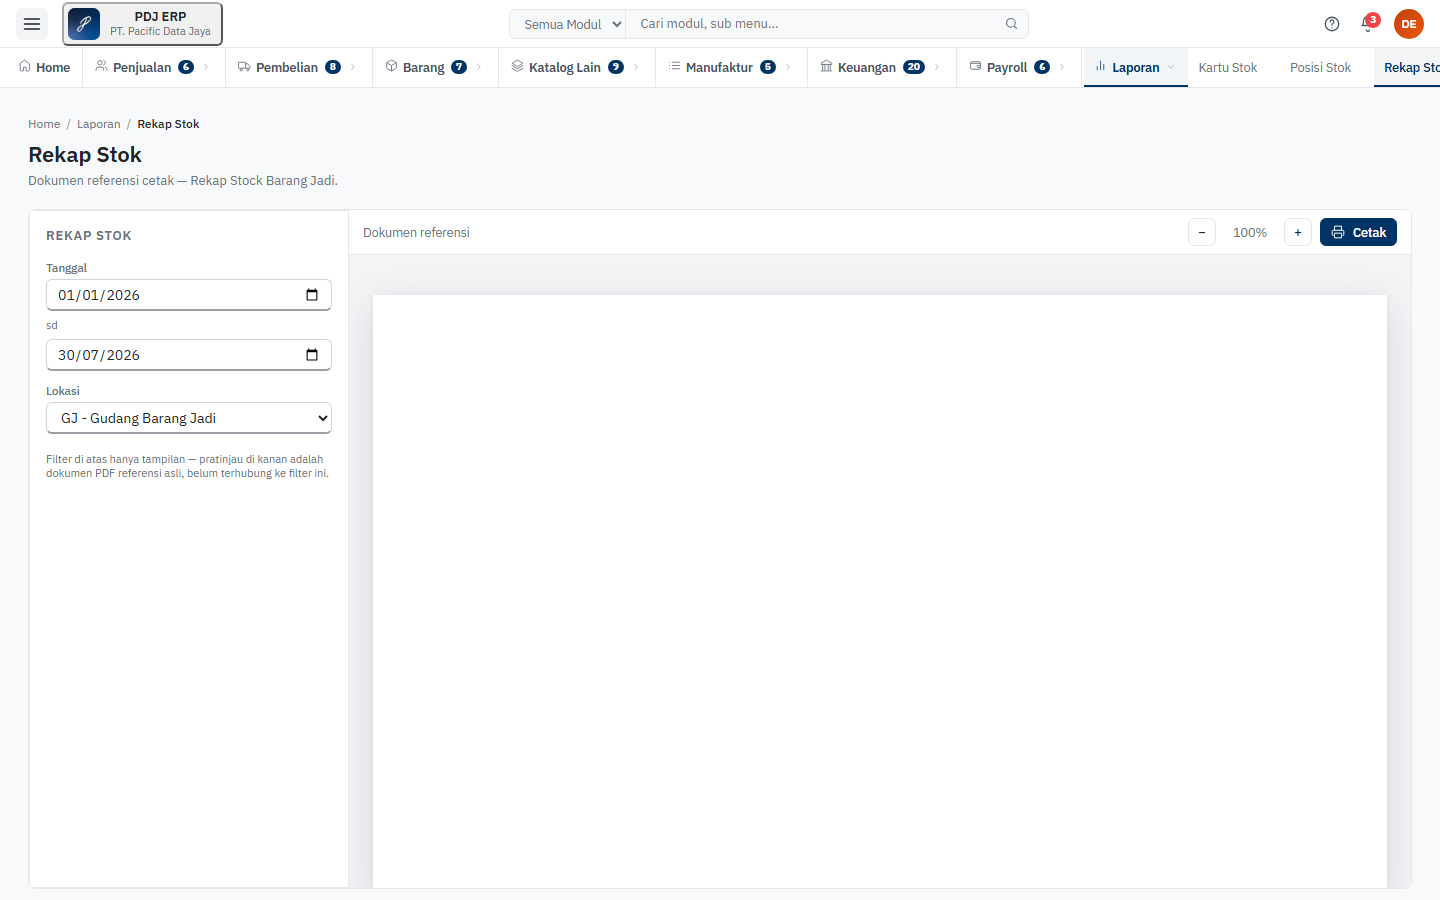 PDJ ERP
PT. Pacific Data Jaya
Semua Modul
Cari modul, sub menu...
3
DE
Home
Penjualan 6
Pembelian 8
Barang 7
Katalog Lain 9
Manufaktur 5
Keuangan 20
Payroll 6
Laporan
Kartu Stok
Posisi Stok
Rekap Sto
Home / Laporan / Rekap Stok
Rekap Stok
Dokumen referensi cetak — Rekap Stock Barang Jadi.
REKAP STOK
Tanggal
01/01/2026
sd
30/07/2026
Lokasi
GJ - Gudang Barang Jadi
Filter di atas hanya tampilan — pratinjau di kanan adalah
dokumen PDF referensi asli, belum terhubung ke filter ini.
Dokumen referensi
−
100%
+
Cetak